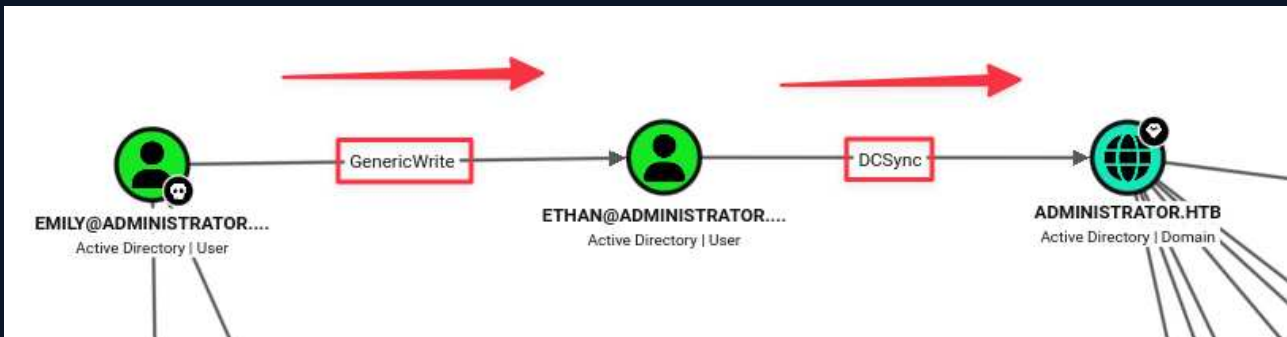 GenericWrite
DCSync
EMILY@ADMINISTRATOR....
Active Directory | User
ETHAN@ADMINISTRATOR....
Active Directory | User
ADMINISTRATOR.HTB
Active Directory | Domain